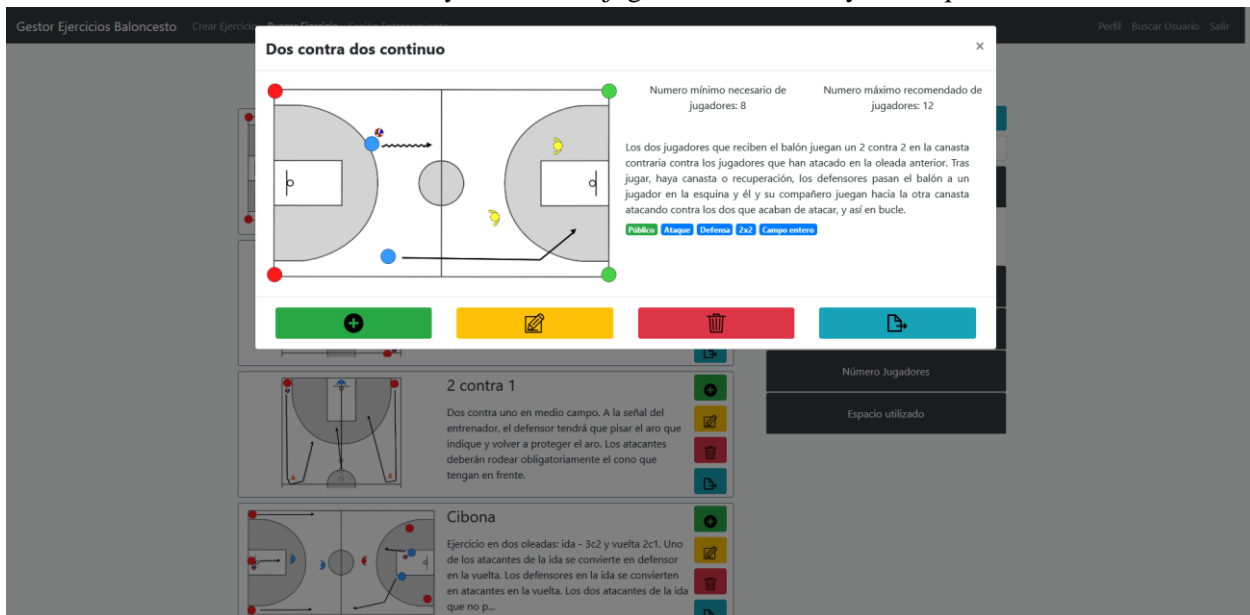 Gestor Ejercicios Baloncesto Crear Ejercicio Buscar Ejercicio Perfil Buscar Usuario Salir
Dos contra dos continuo ×
Numero mínimo necesario de
jugadores: 8
Numero máximo recomendado de
jugadores: 12
Los dos jugadores que reciben el balón juegan un 2 contra 2 en la canasta
contraria contra los jugadores que han atacado en la oleada anterior. Tras
jugar, haya canasta o recuperación, los defensores pasan el balón a un
jugador en la esquina y él y su compañero juegan hacia la otra canasta
atacando contra los dos que acaban de atacar, y así en bucle.
Público Ataque Defensa 2x2 Campo entero
2 contra 1
Dos contra uno en medio campo. A la señal del
entrenador, el defensor tendrá que pisar el aro que
indique y volver a proteger el aro. Los atacantes
deberán rodear obligatoriamente el cono que
tengan en frente.
Cibona
Ejercicio en dos oleadas: ida - 3c2 y vuelta 2c1. Uno
de los atacantes de la ida se convierte en defensor
en la vuelta. Los defensores en la ida se convierten
en atacantes en la vuelta. Los dos atacantes de la ida
que no p...
Número Jugadores
Espacio utilizado